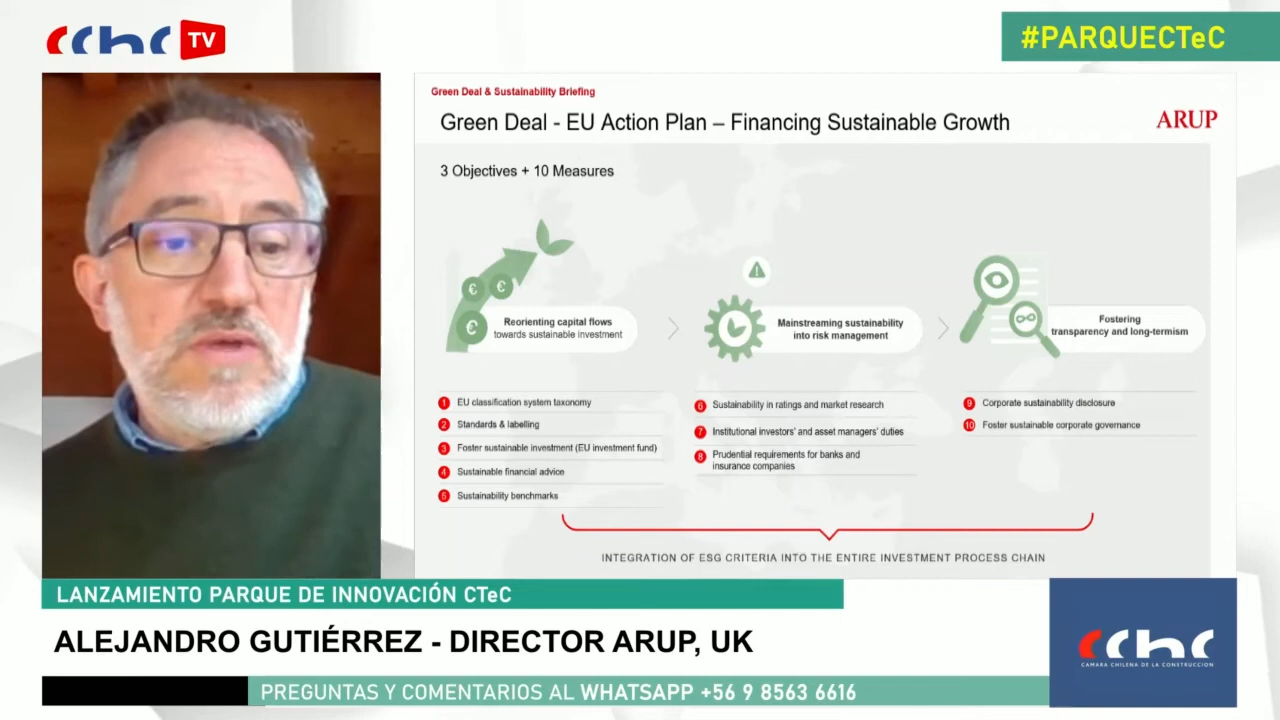 CChC TV
#PARQUECTeC
Green Deal & Sustainability Briefing
Green Deal - EU Action Plan – Financing Sustainable Growth
ARUP
3 Objectives + 10 Measures
Reorienting capital flows
towards sustainable investment
Mainstreaming sustainability
into risk management
Fostering
transparency and long-termism
1 EU classification system taxonomy
2 Standards & labelling
3 Foster sustainable investment (EU investment fund)
4 Sustainable financial advice
5 Sustainability benchmarks
6 Sustainability in ratings and market research
7 Institutional investors' and asset managers' duties
8 Prudential requirements for banks and
insurance companies
9 Corporate sustainability disclosure
10 Foster sustainable corporate governance
INTEGRATION OF ESG CRITERIA INTO THE ENTIRE INVESTMENT PROCESS CHAIN
LANZAMIENTO PARQUE DE INNOVACIÓN CTeC
ALEJANDRO GUTIÉRREZ - DIRECTOR ARUP, UK
CChC
CAMARA CHILENA DE LA CONSTRUCCION
PREGUNTAS Y COMENTARIOS AL WHATSAPP +56 9 8563 6616